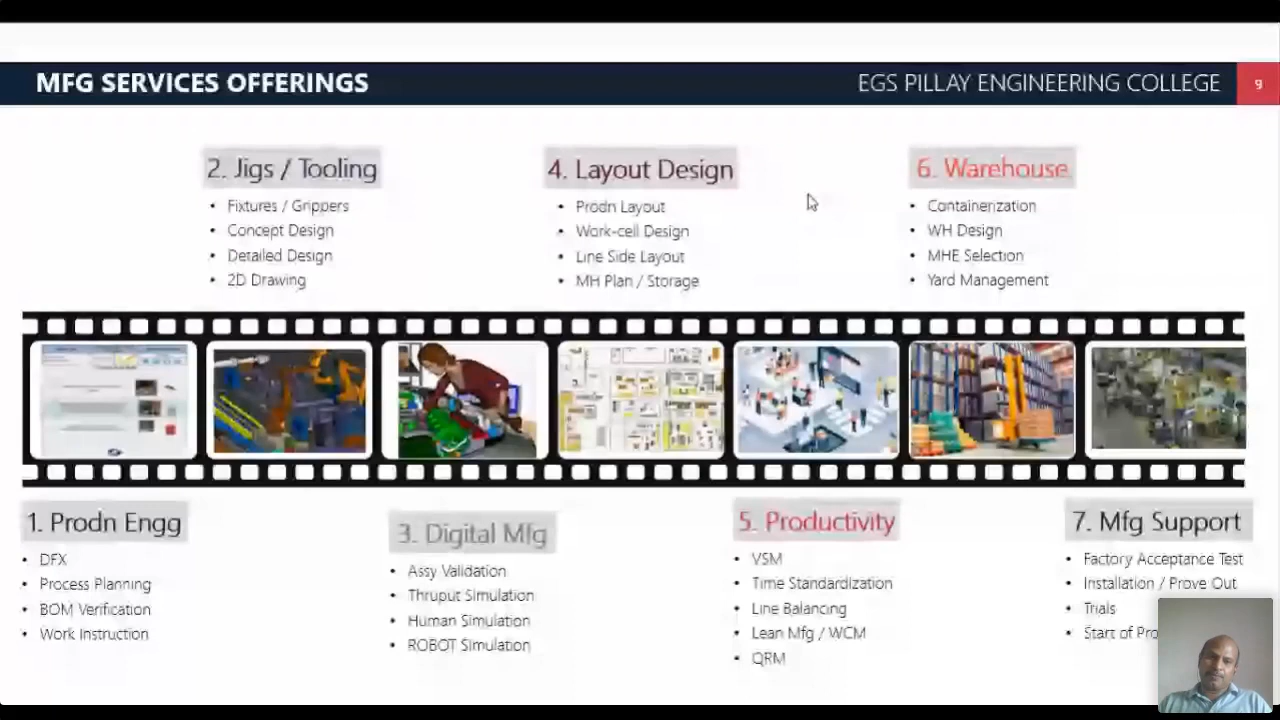 MFG SERVICES OFFERINGS
EGS PILLAY ENGINEERING COLLEGE
9
2. Jigs / Tooling
• Fixtures / Grippers
• Concept Design
• Detailed Design
• 2D Drawing
4. Layout Design
• Prodn Layout
• Work-cell Design
• Line Side Layout
• MH Plan / Storage
6. Warehouse
• Containerization
• WH Design
• MHE Selection
• Yard Management
1. Prodn Engg
• DFX
• Process Planning
• BOM Verification
• Work Instruction
3. Digital Mfg
• Assy Validation
• Thruput Simulation
• Human Simulation
• ROBOT Simulation
5. Productivity
• VSM
• Time Standardization
• Line Balancing
• Lean Mfg / WCM
• QRM
7. Mfg Support
• Factory Acceptance Test
• Installation / Prove Out
• Trials
• Start of